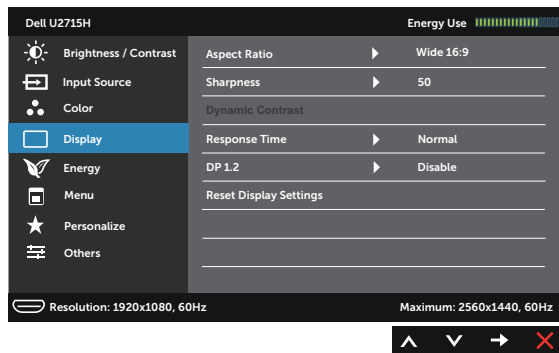 Dell U2715H Energy Use
Brightness / Contrast Aspect Ratio Wide 16:9
Input Source Sharpness 50
Color Dynamic Contrast
Display Response Time Normal
Energy DP 1.2 Disable
Menu Reset Display Settings
Personalize
Others
Resolution: 1920x1080, 60Hz Maximum: 2560x1440, 60Hz